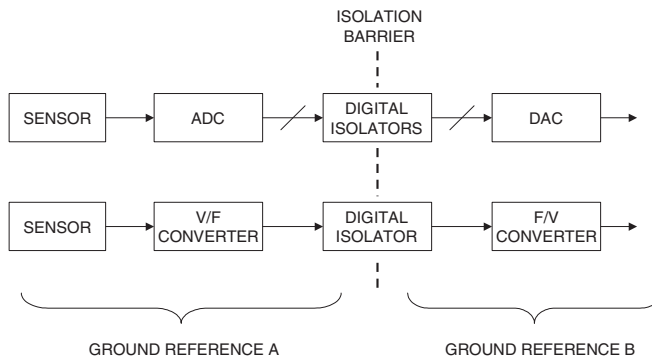 ISOLATION
BARRIER
SENSOR
ADC
DIGITAL
ISOLATORS
DAC
SENSOR
V/F
CONVERTER
DIGITAL
ISOLATOR
F/V
CONVERTER
GROUND REFERENCE A
GROUND REFERENCE B